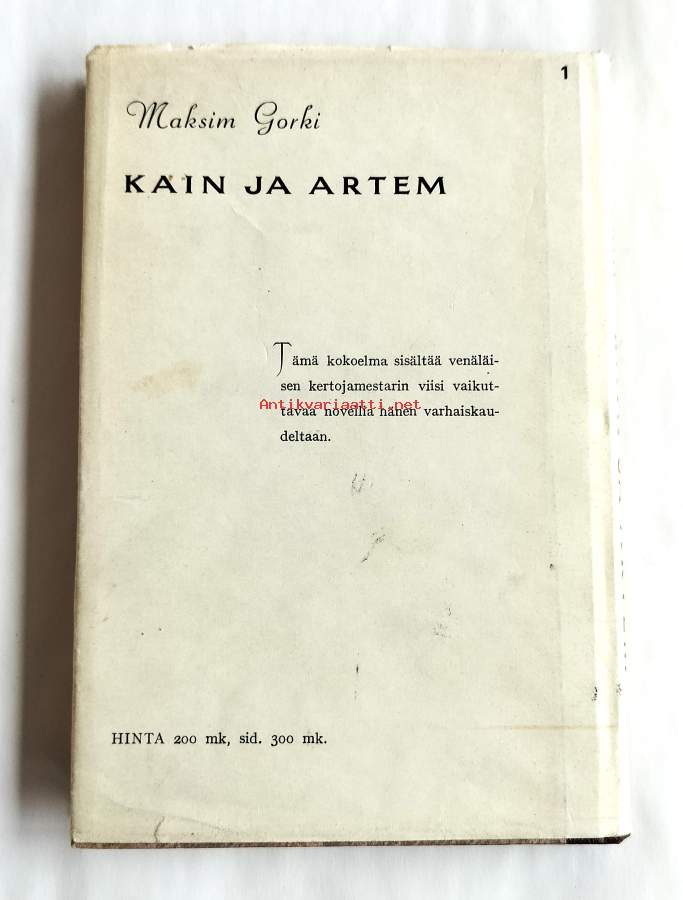 1
Maksim Gorki
KAIN JA ARTEM
Tämä kokoelma sisältää venäläi-
sen kertojamestarin viisi vaikut-
tavaa novellia hänen varhaiskau-
Antikvariaatti.net
deltaan.
HINTA 200 mk, sid. 300 mk.